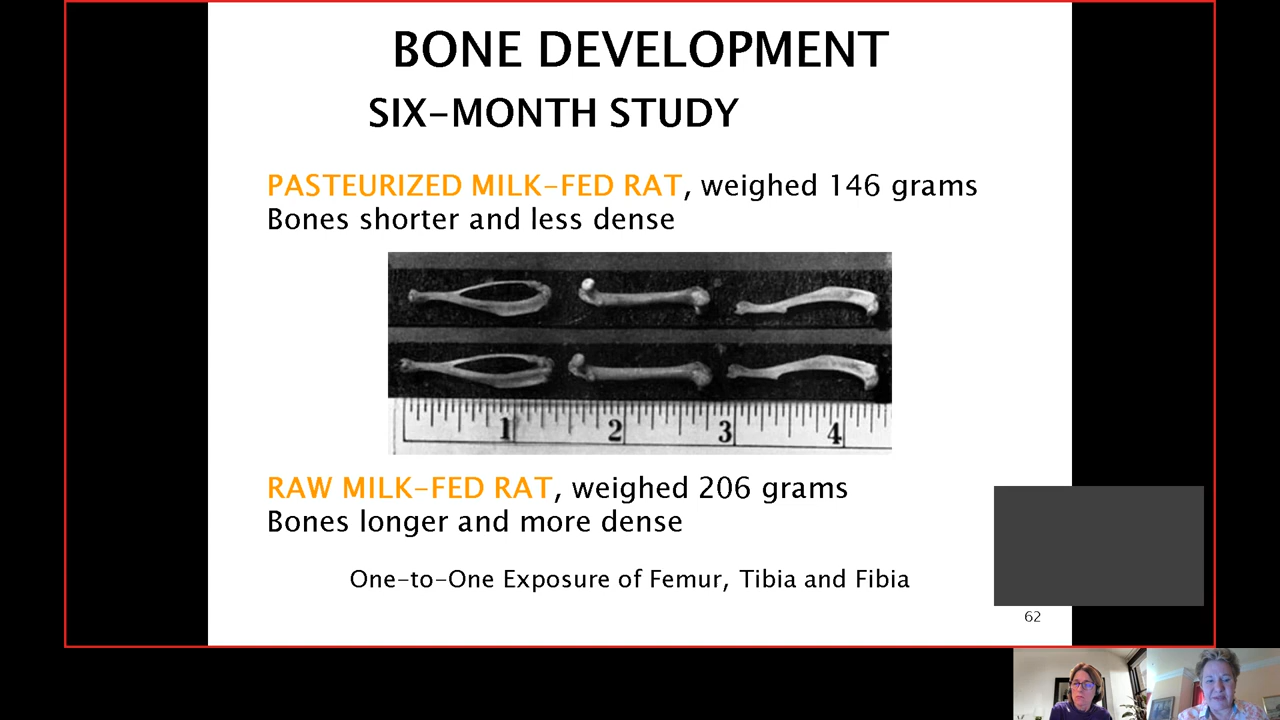 BONE DEVELOPMENT
SIX-MONTH STUDY
PASTEURIZED MILK-FED RAT, weighed 146 grams
Bones shorter and less dense
1 2 3 4
RAW MILK-FED RAT, weighed 206 grams
Bones longer and more dense
One-to-One Exposure of Femur, Tibia and Fibia
62